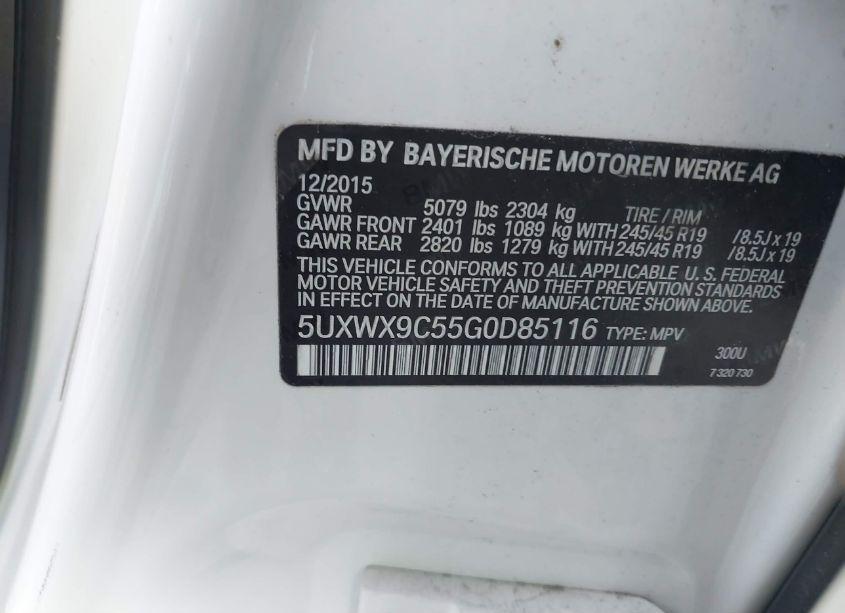 MFD BY BAYERISCHE MOTOREN WERKE AG
12/2015
GVWR 5079 lbs 2304 kg TIRE / RIM
GAWR FRONT 2401 lbs 1089 kg WITH 245/45 R19 /8.5J x 19
GAWR REAR 2820 lbs 1279 kg WITH 245/45 R19 /8.5J x 19
THIS VEHICLE CONFORMS TO ALL APPLICABLE U.S. FEDERAL
MOTOR VEHICLE SAFETY AND THEFT PREVENTION STANDARDS
IN EFFECT ON THE DATE OF MANUFACTURE SHOWN ABOVE.
5UXWX9C55G0D85116 TYPE: MPV
300U
7 320 730